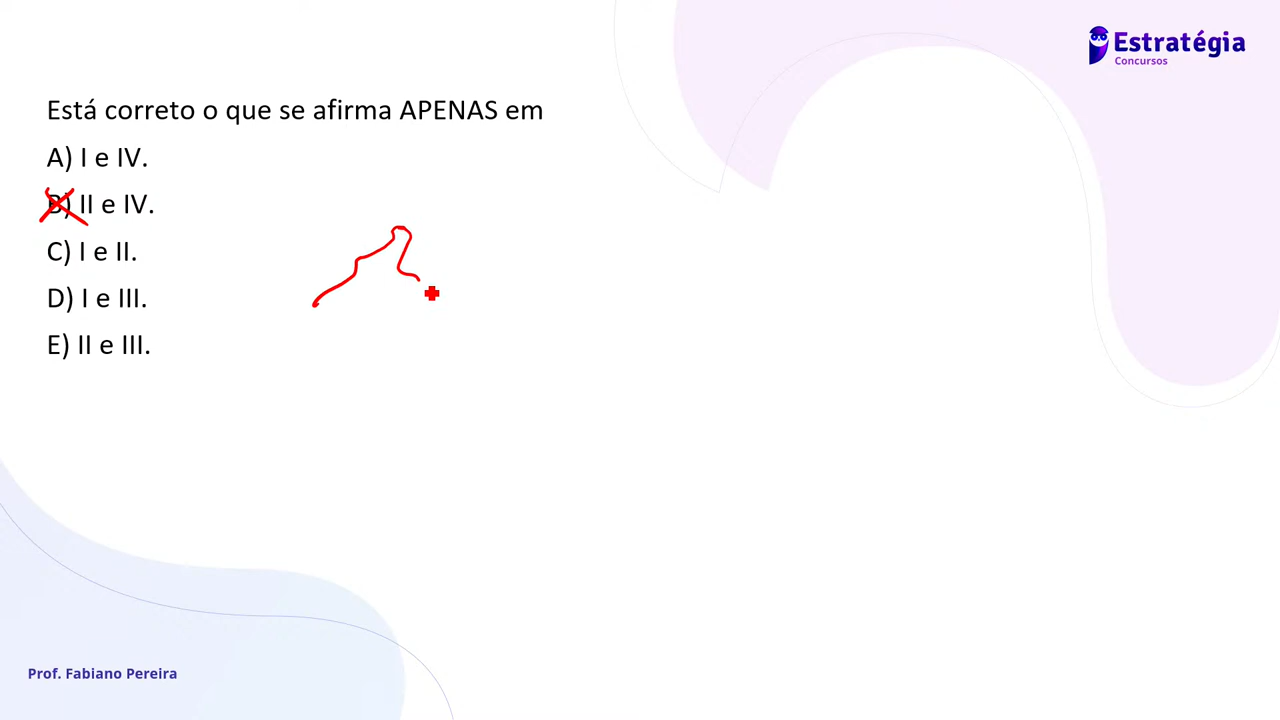 Estratégia
Concursos
Está correto o que se afirma APENAS em
A) I e IV.
B) II e IV.
C) I e II.
D) I e III.
E) II e III.
Prof. Fabiano Pereira